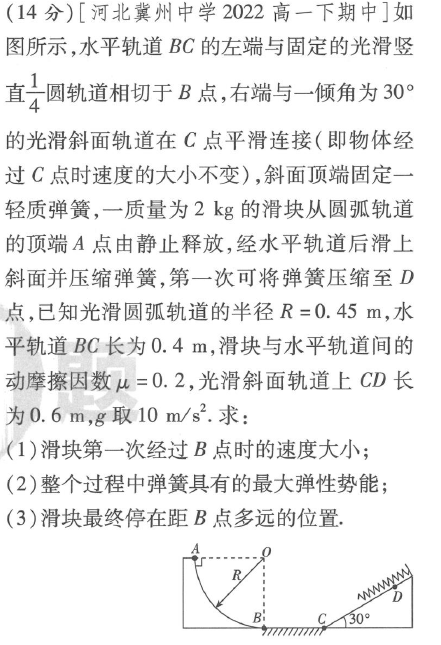 (14 分)[河北冀州中学 2022 高一下期中]如
图所示,水平轨道 BC 的左端与固定的光滑竖
直1/4圆轨道相切于 B 点,右端与一倾角为 30°
的光滑斜面轨道在 C 点平滑连接(即物体经
过 C 点时速度的大小不变),斜面顶端固定一
轻质弹簧,一质量为 2 kg 的滑块从圆弧轨道
的顶端 A 点由静止释放,经水平轨道后滑上
斜面并压缩弹簧,第一次可将弹簧压缩至 D
点,已知光滑圆弧轨道的半径 R = 0. 45 m,水
平轨道 BC 长为 0. 4 m,滑块与水平轨道间的
动摩擦因数 μ = 0. 2,光滑斜面轨道上 CD 长
为 0. 6 m,g 取 10 m/s². 求:
(1)滑块第一次经过 B 点时的速度大小;
(2)整个过程中弹簧具有的最大弹性势能;
(3)滑块最终停在距 B 点多远的位置.
A O
R
D
B C 30°